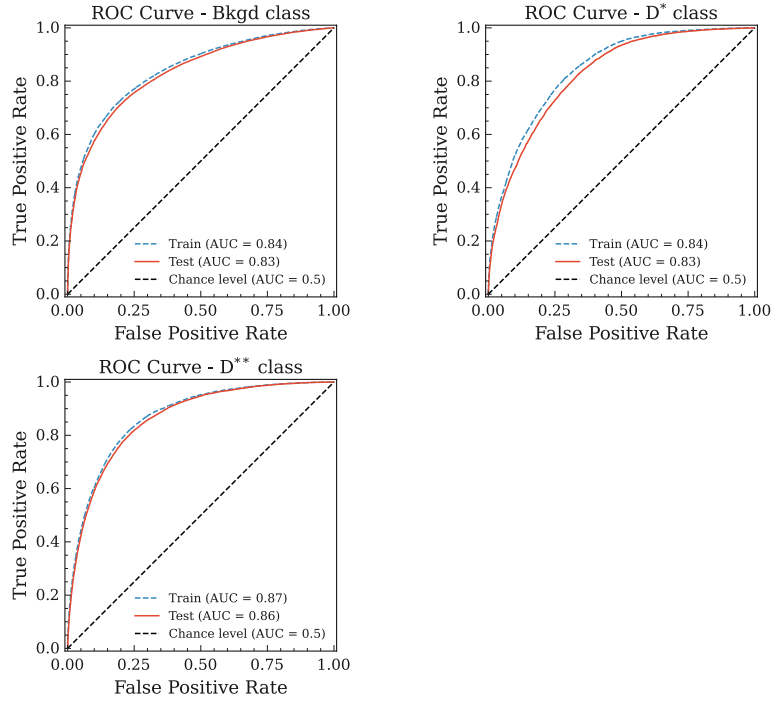 ROC Curve - Bkgd class
True Positive Rate
1.0
0.8
0.6
0.4
0.2
0.0
Train (AUC = 0.84)
Test (AUC = 0.83)
Chance level (AUC = 0.5)
0.00 0.25 0.50 0.75 1.00
False Positive Rate
ROC Curve - D* class
True Positive Rate
1.0
0.8
0.6
0.4
0.2
0.0
Train (AUC = 0.84)
Test (AUC = 0.83)
Chance level (AUC = 0.5)
0.00 0.25 0.50 0.75 1.00
False Positive Rate
ROC Curve - D** class
True Positive Rate
1.0
0.8
0.6
0.4
0.2
0.0
Train (AUC = 0.87)
Test (AUC = 0.86)
Chance level (AUC = 0.5)
0.00 0.25 0.50 0.75 1.00
False Positive Rate